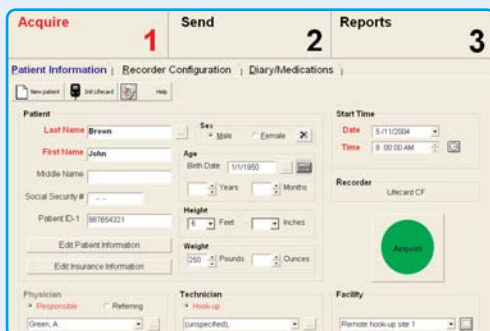 Acquire 1 Send 2 Reports 3
Patient Information Recorder Configuration Diary/Medications
New patient Init Lifecard Help
Patient
Last Name Brown
First Name John
Middle Name
Social Security # - -
Patient ID-1 987654321
Edit Patient Information
Edit Insurance Information
Sex
Male Female
Age
Birth Date 1/1/1950
Years Months
Height
6 Feet Inches
Weight
250 Pounds Ounces
Start Time
Date 5/11/2004
Time 8:00:00 AM
Recorder
Lifecard CF
Acquire
Physician
Responsible Referring
Green, A.
Technician
Hook-up
(unspecified),
Facility
Remote hook-up site 1